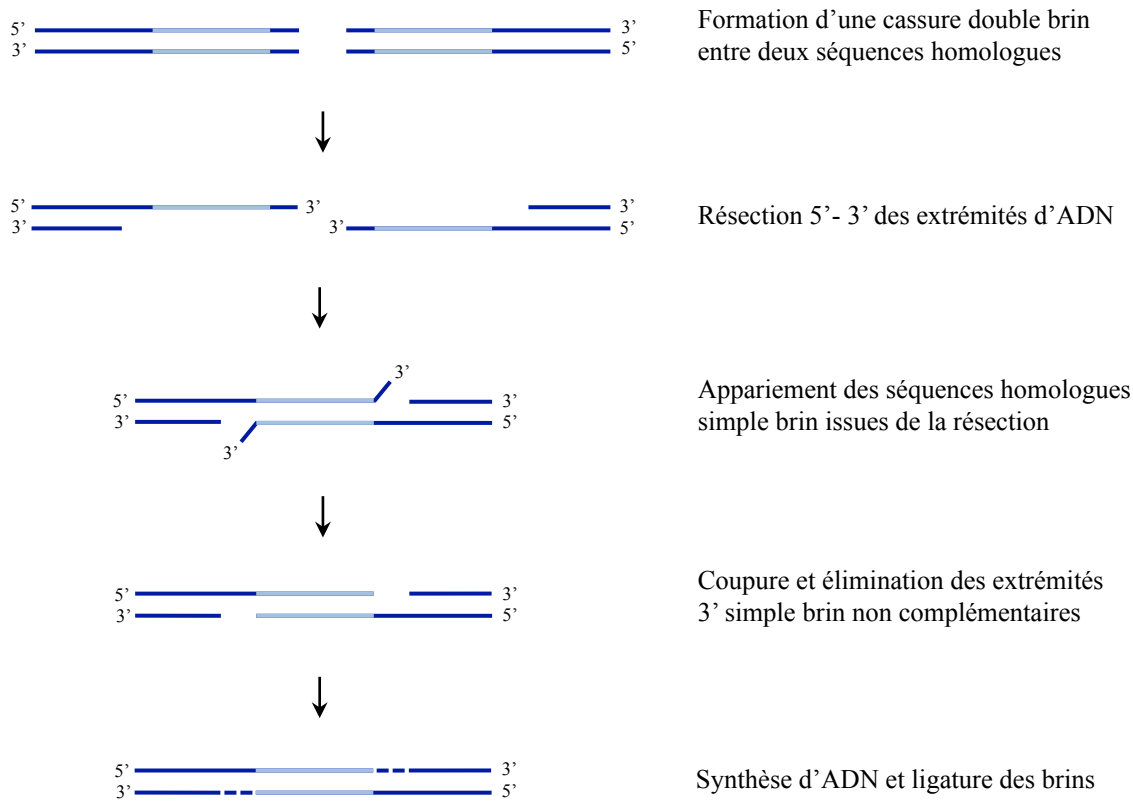 5’ 3’ Formation d’une cassure double brin
3’ 5’ entre deux séquences homologues
5’ 3’ 3’
3’ 3’ 5’ Résection 5’- 3’ des extrémités d’ADN
3’
5’ 3’ Appariement des séquences homologues
3’ 5’ simple brin issues de la résection
3’
5’ 3’ Coupure et élimination des extrémités
3’ 5’ 3’ simple brin non complémentaires
5’ 3’ Synthèse d’ADN et ligature des brins
3’ 5’